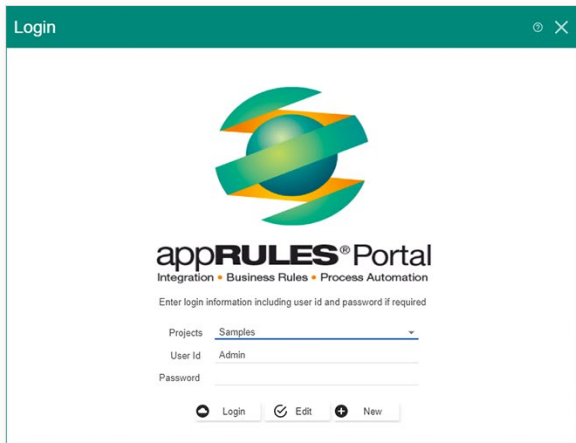 Login
appRULES®Portal
Integration • Business Rules • Process Automation
Enter login information including user id and password if required
Projects Samples
User Id Admin
Password
Login Edit New